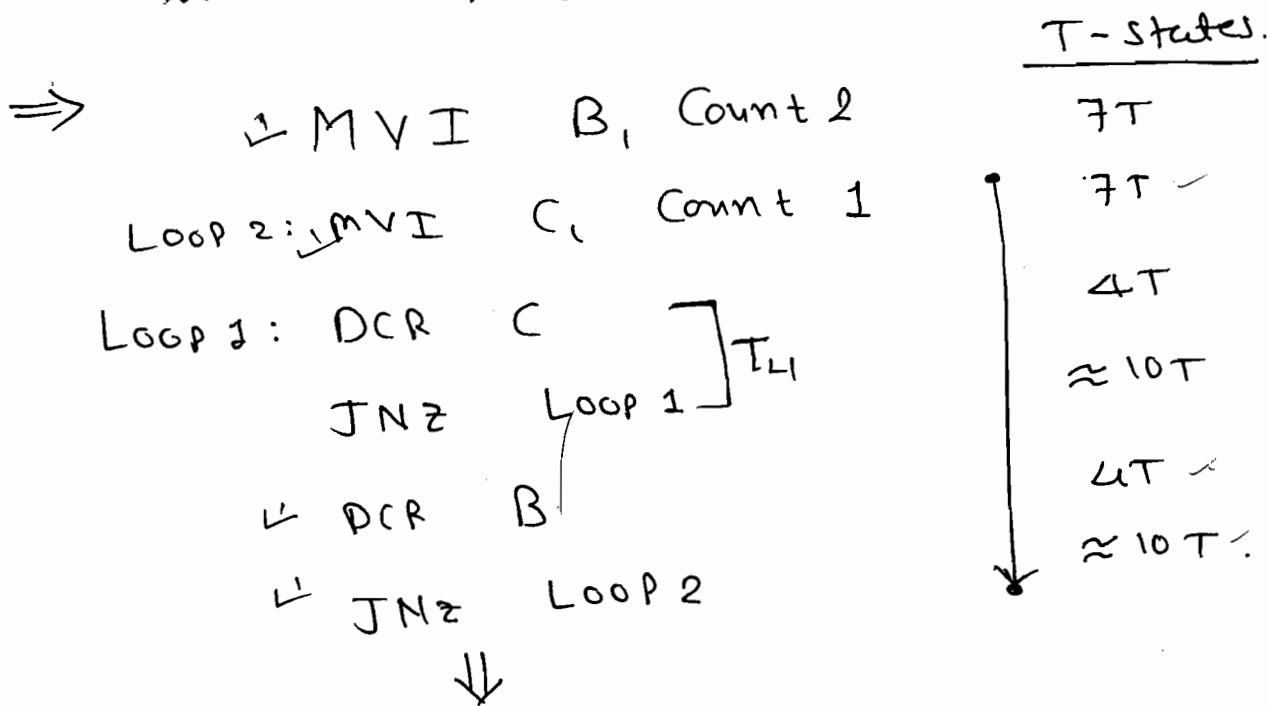 T-states.
⇒ MVI B, Count 2 7T
Loop 2: MVI C, Count 1 7T
Loop 1: DCR C 4T
JNZ Loop 1 ≈ 10T
T_L1
DCR B 4T
JNZ LOOP 2 ≈ 10T
⇓